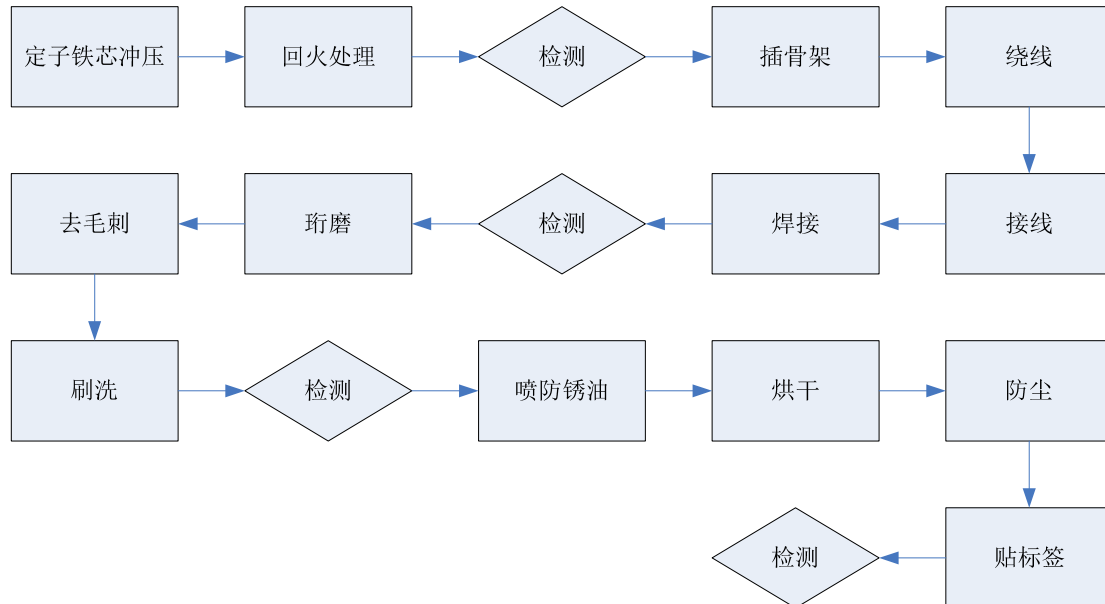 定子铁芯冲压
回火处理
检测
插骨架
绕线
接线
焊接
检测
珩磨
去毛刺
刷洗
检测
喷防锈油
烘干
防尘
贴标签
检测